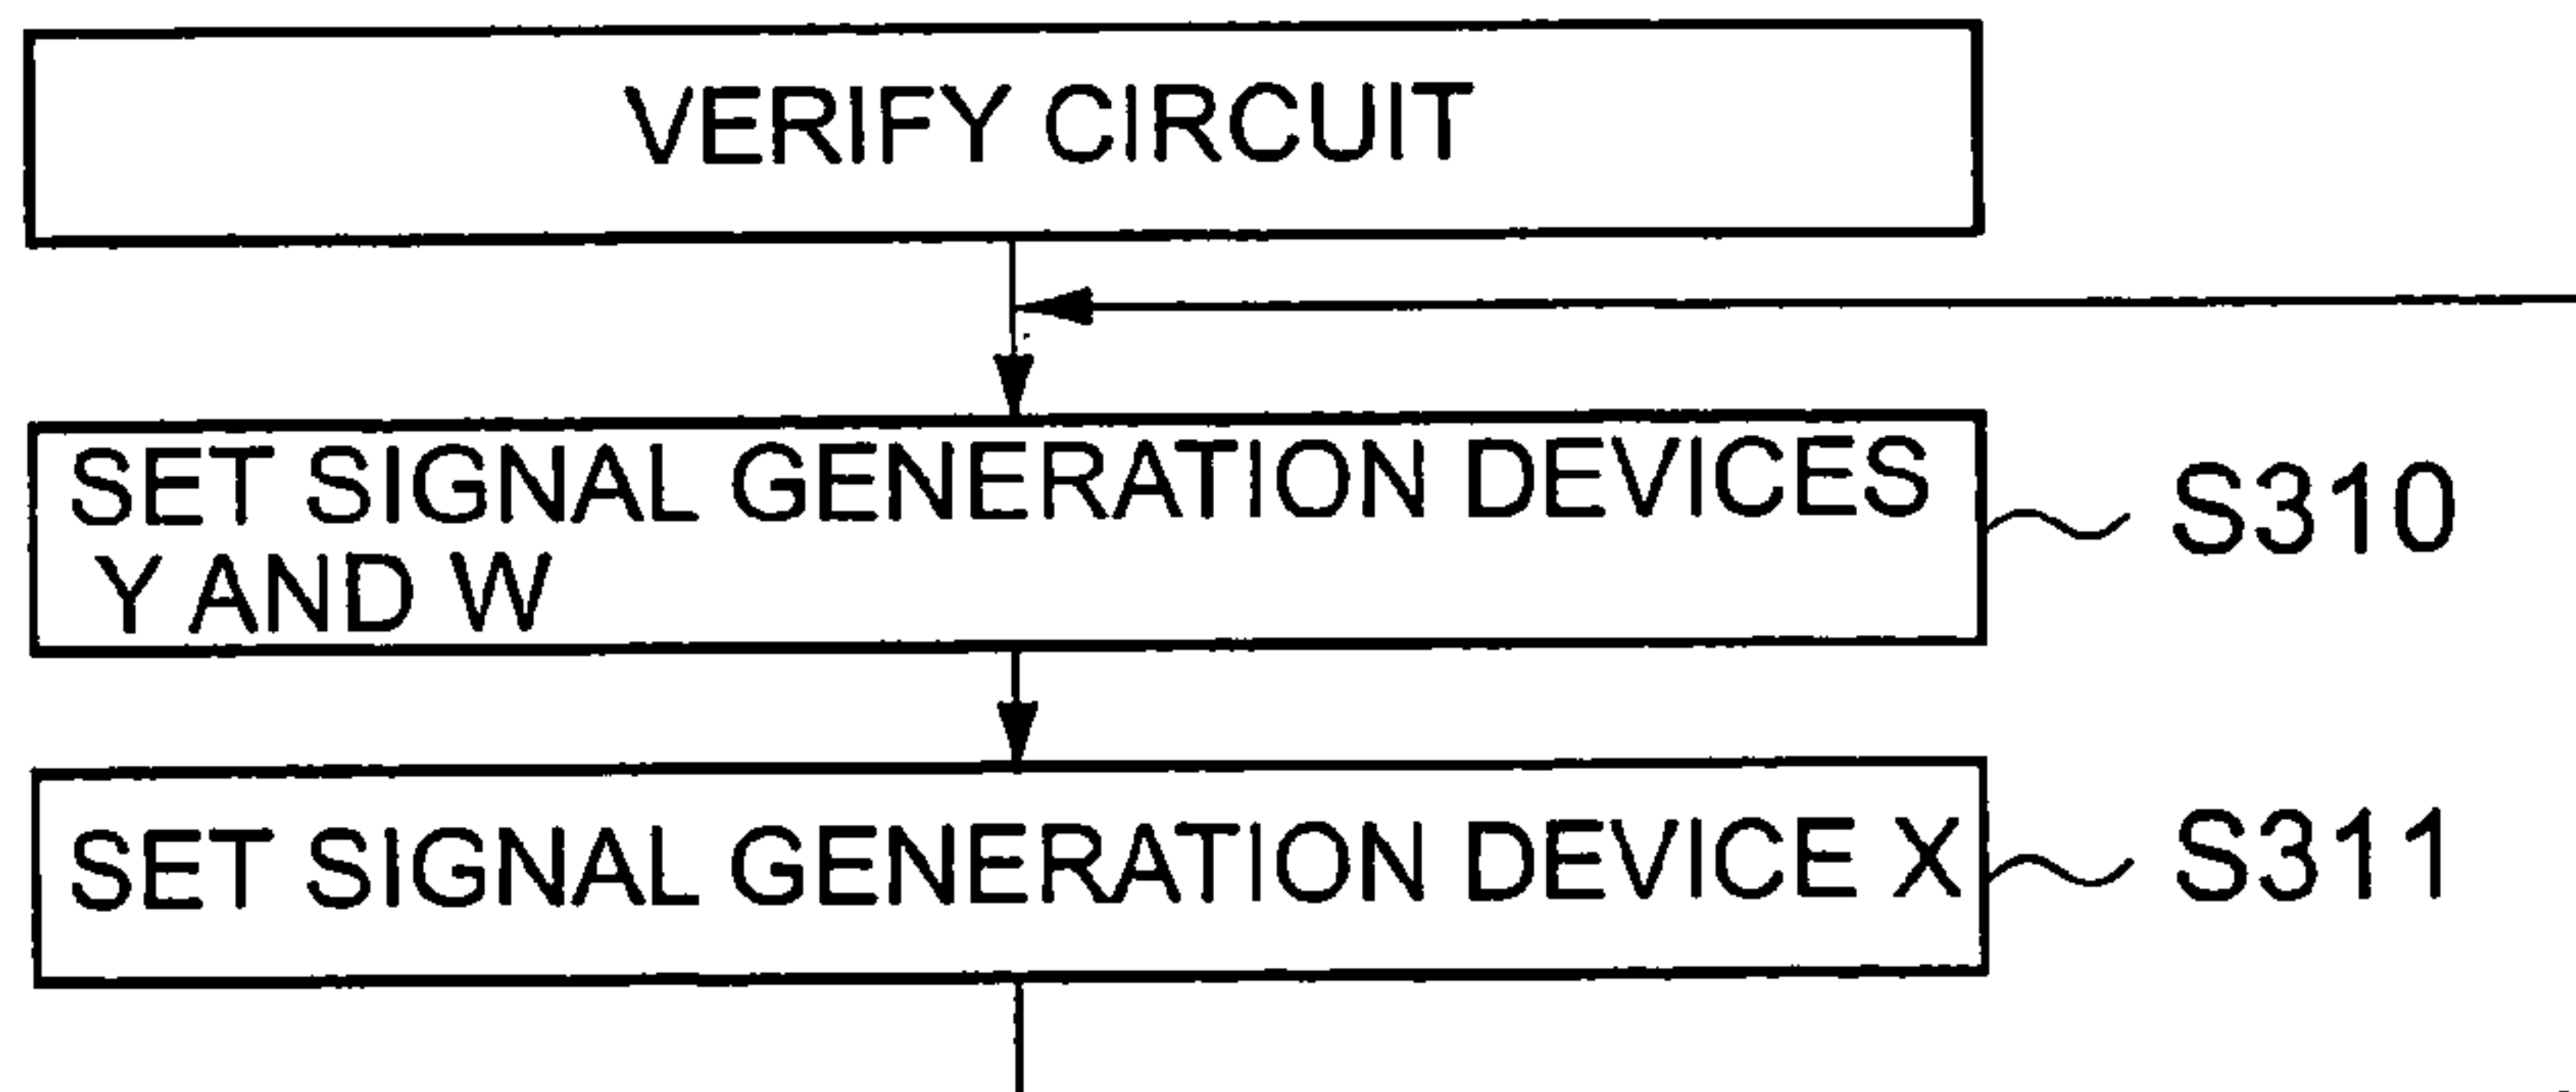 VERIFY CIRCUIT
SET SIGNAL GENERATION DEVICES
Y AND W
S310
SET SIGNAL GENERATION DEVICE X
S311